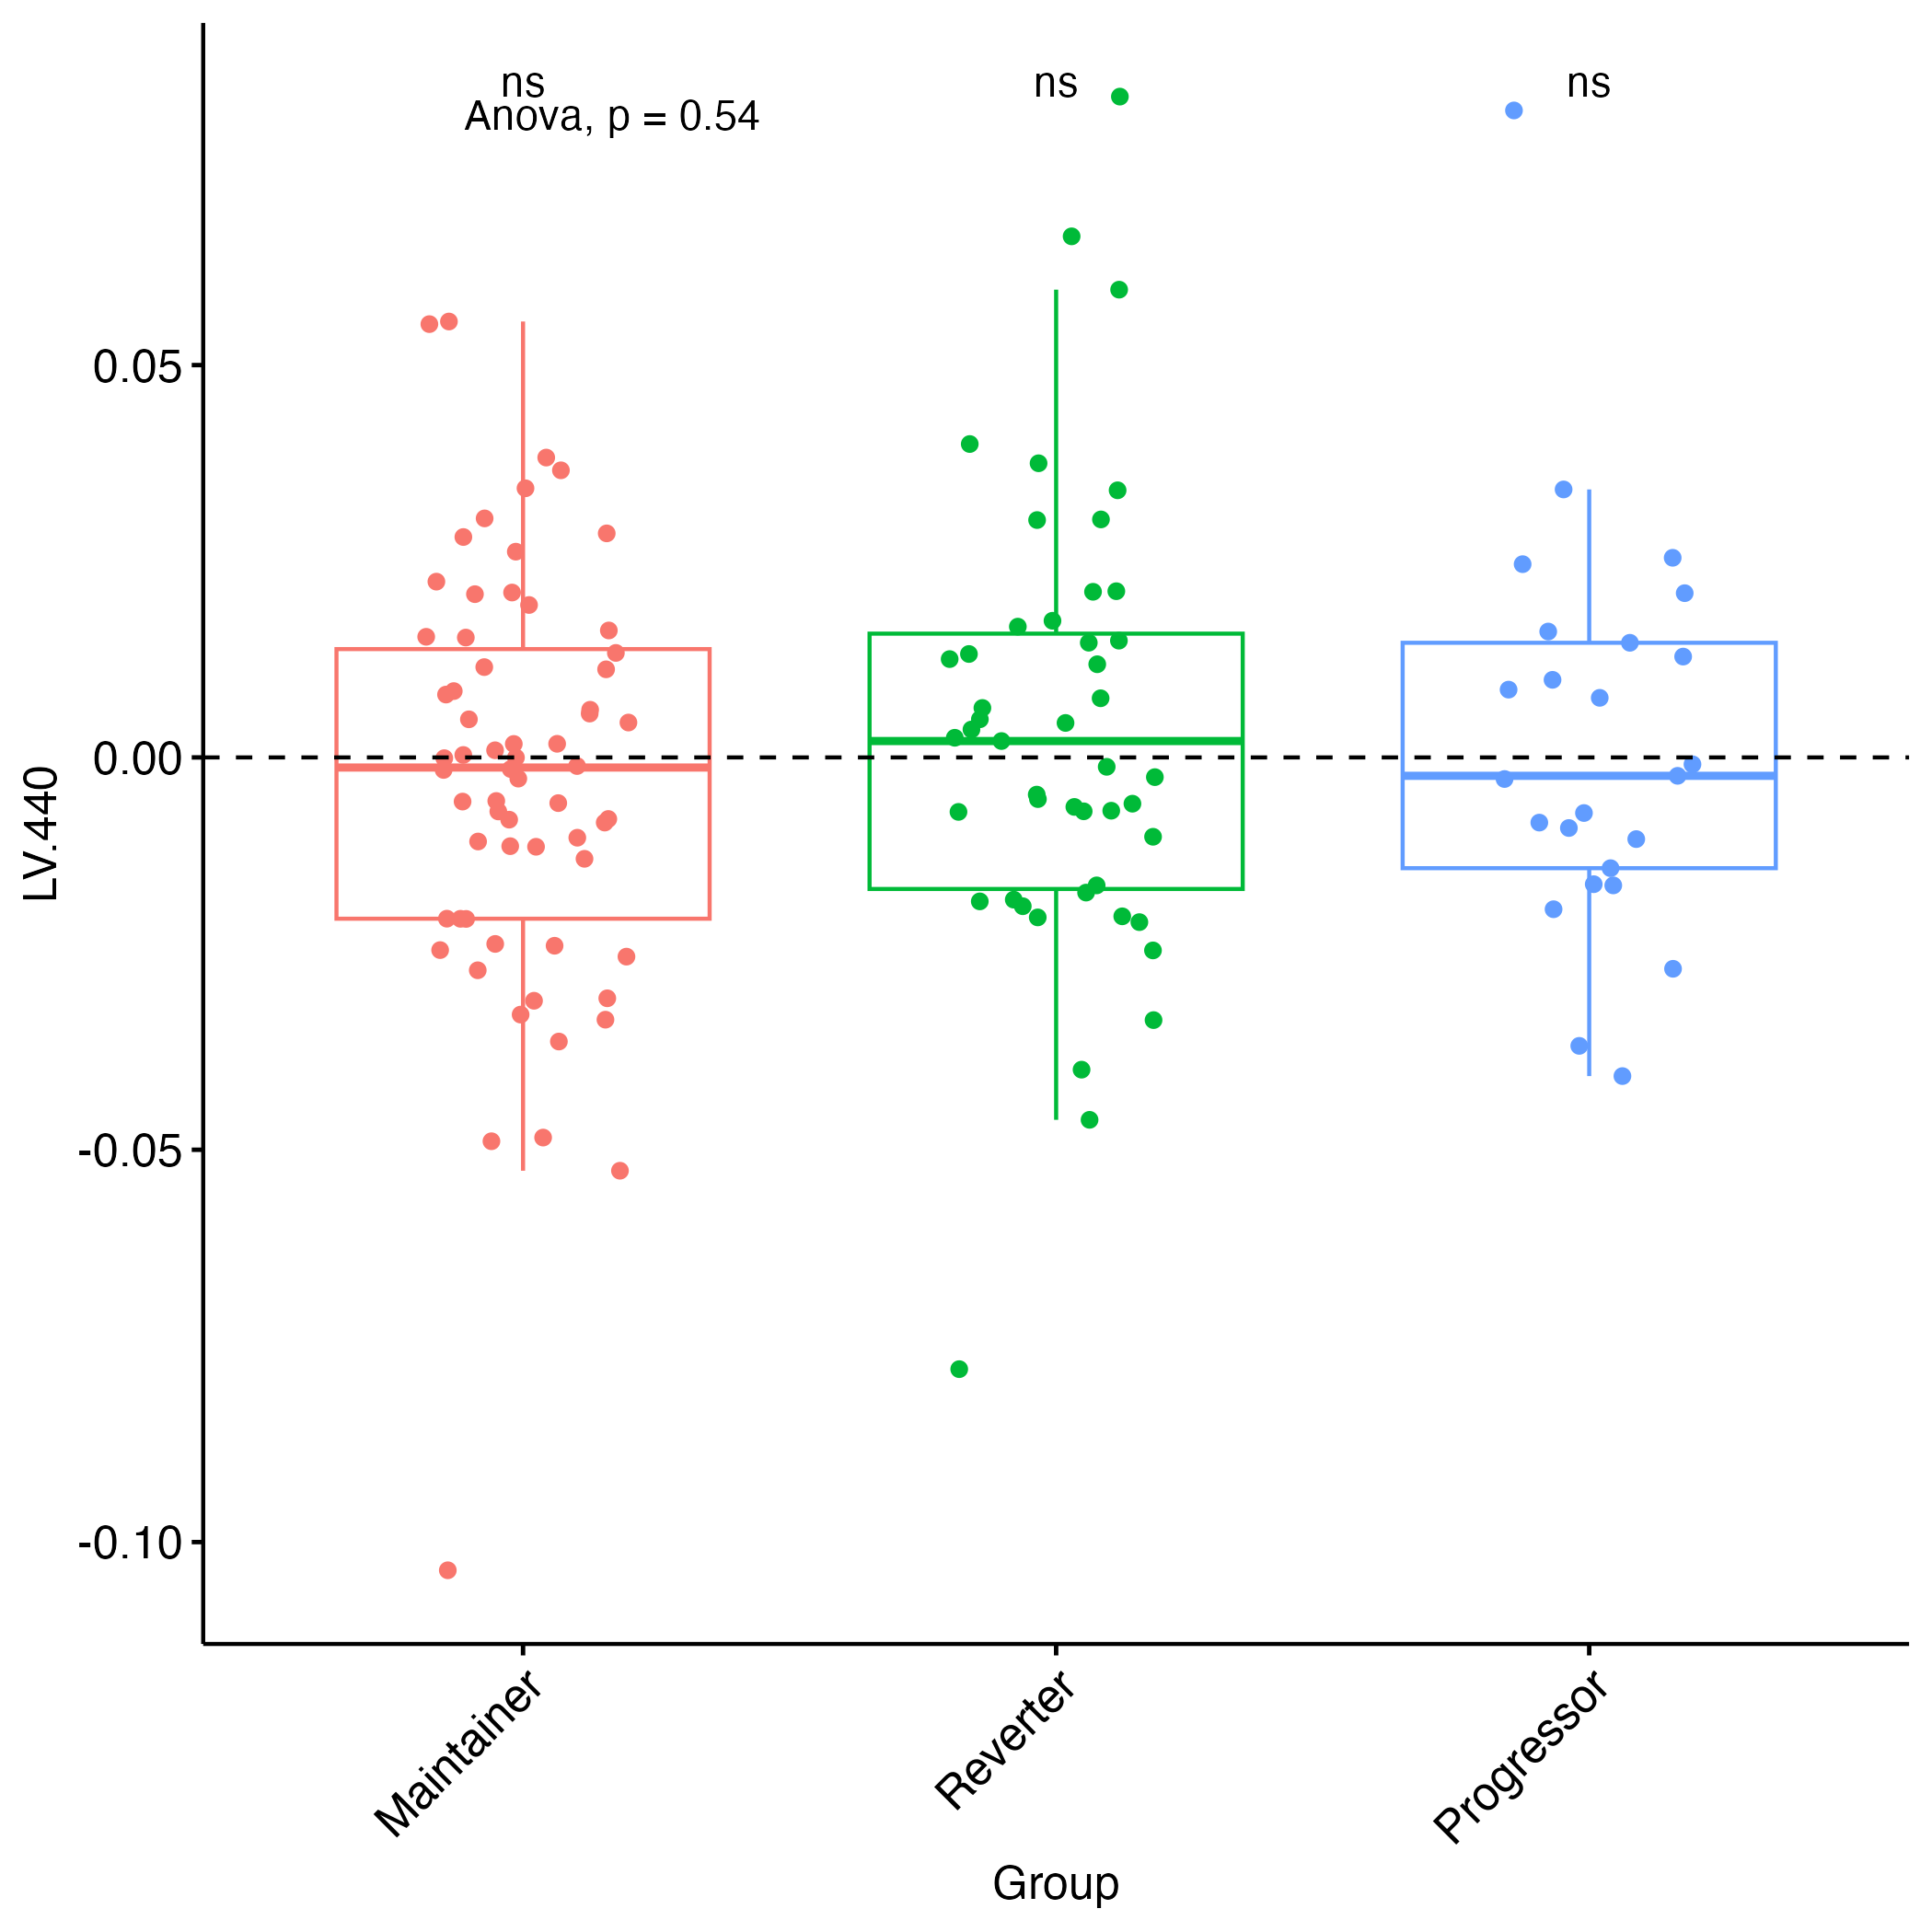 ns ns ns
Anova, p = 0.54
0.05
0.00
-0.05
-0.10
LV.440
Maintainer
Reverter
Progressor
Group